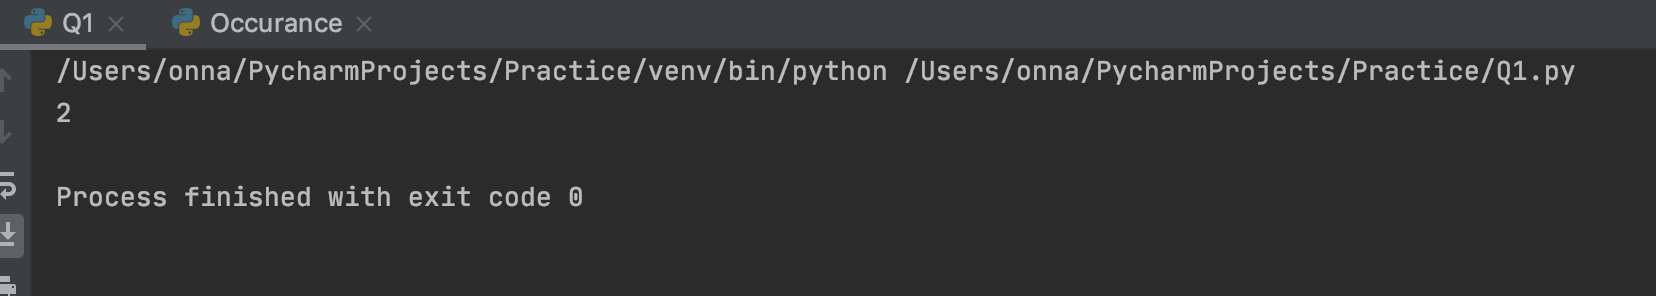 Q1 Occurance
/Users/onna/PycharmProjects/Practice/venv/bin/python /Users/onna/PycharmProjects/Practice/Q1.py
2
Process finished with exit code 0